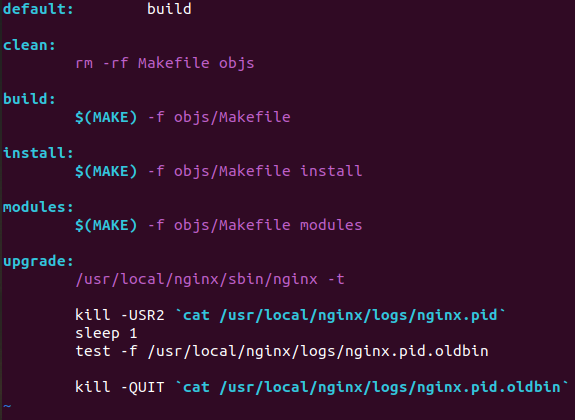 default:        build

clean:
        rm -rf Makefile objs

build:
        $(MAKE) -f objs/Makefile

install:
        $(MAKE) -f objs/Makefile install

modules:
        $(MAKE) -f objs/Makefile modules

upgrade:
        /usr/local/nginx/sbin/nginx -t

        kill -USR2 `cat /usr/local/nginx/logs/nginx.pid`
        sleep 1
        test -f /usr/local/nginx/logs/nginx.pid.oldbin

        kill -QUIT `cat /usr/local/nginx/logs/nginx.pid.oldbin`
~